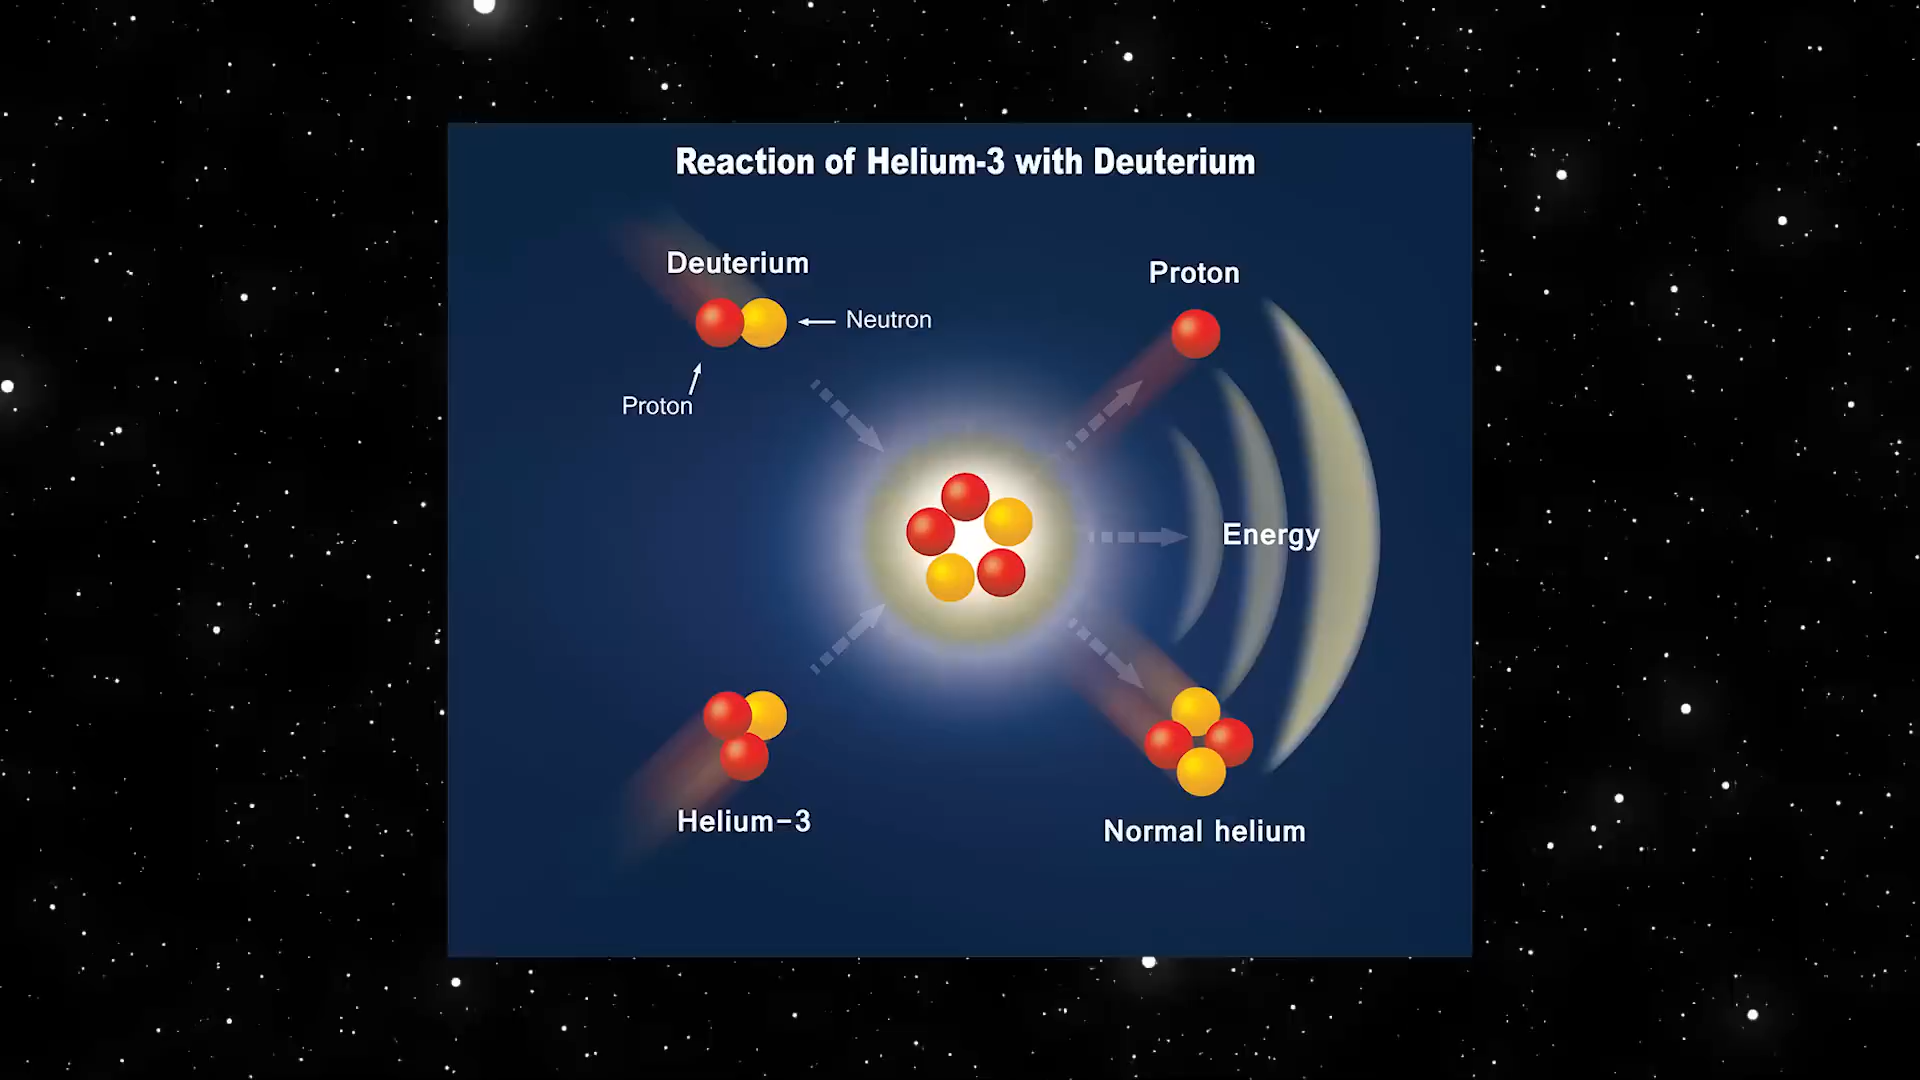 Reaction of Helium-3 with Deuterium
Deuterium
Neutron
Proton
Proton
Energy
Helium-3
Normal helium